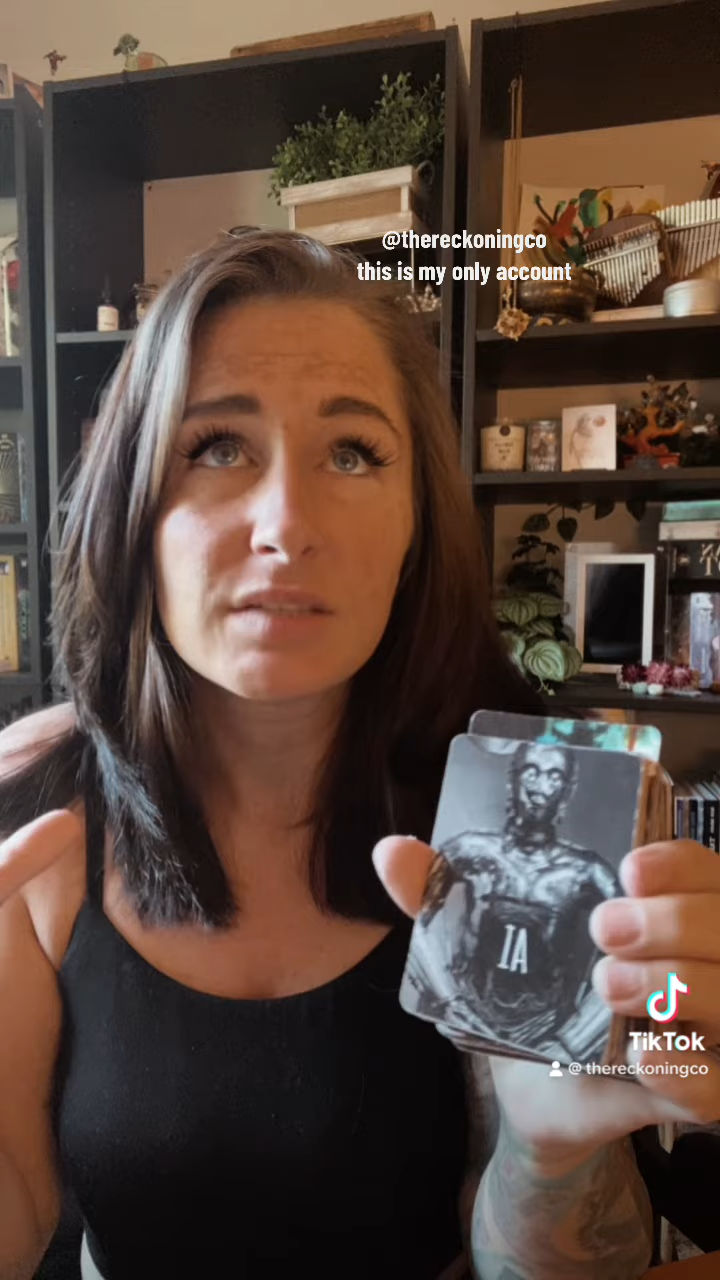 @thereckoningco
this is my only account
IA
TikTok
@ thereckoningco